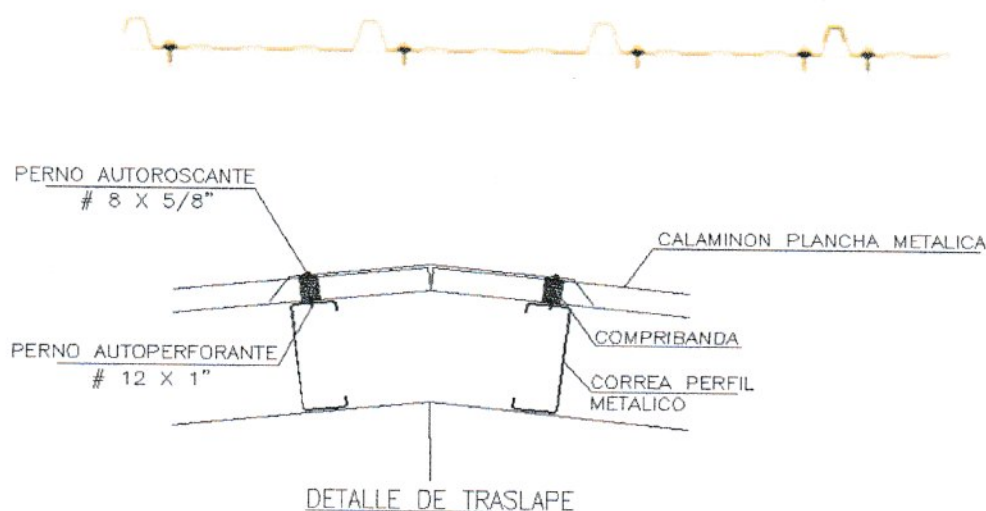 PERNO AUTOROSCANTE
# 8 X 5/8"
CALAMINON PLANCHA METALICA
PERNO AUTOPERFORANTE
# 12 X 1"
COMPRIBANDA
CORREA PERFIL
METALICO
DETALLE DE TRASLAPE